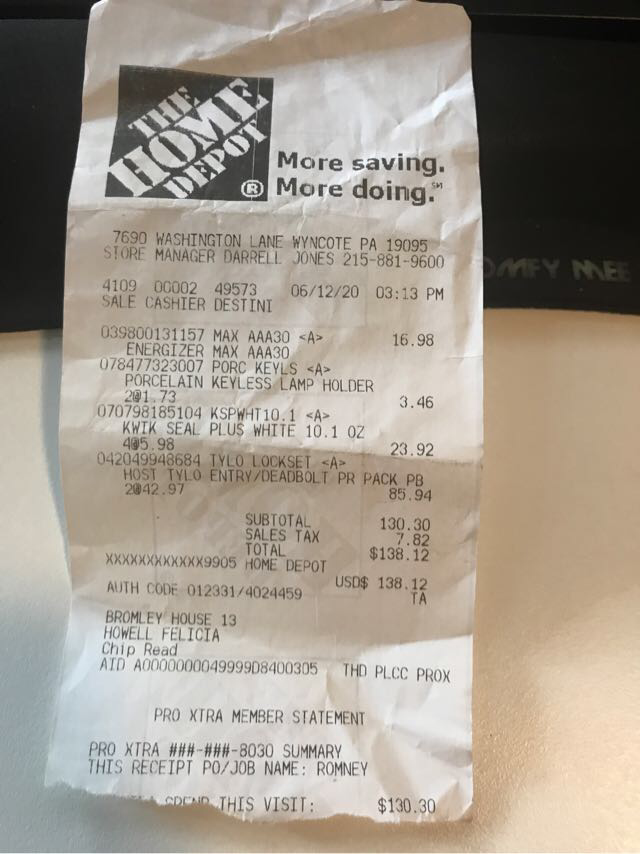 THE
HOME
DEPOT
®
More saving.
More doing.℠
7690 WASHINGTON LANE WYNCOTE PA 19095
STORE MANAGER DARRELL JONES 215-881-9600
4109 00002 49573 06/12/20 03:13 PM
SALE CASHIER DESTINI
039800131157 MAX AAA30 <A> 16.98
ENERGIZER MAX AAA30
078477323007 PORC KEYLS <A>
PORCELAIN KEYLESS LAMP HOLDER
2@1.73 3.46
070798185104 KSPWHT10.1 <A>
KWIK SEAL PLUS WHITE 10.1 OZ
4@5.98 23.92
042049948684 TYLO LOCKSET <A>
HOST TYLO ENTRY/DEADBOLT PR PACK PB
2@42.97 85.94
SUBTOTAL 130.30
SALES TAX 7.82
TOTAL $138.12
XXXXXXXXXXXX9905 HOME DEPOT
USD$ 138.12
AUTH CODE 012331/4024459 TA
BROMLEY HOUSE 13
HOWELL FELICIA
Chip Read
AID A0000000049999D8400305 THD PLCC PROX
PRO XTRA MEMBER STATEMENT
PRO XTRA ###-###-8030 SUMMARY
THIS RECEIPT PO/JOB NAME: ROMNEY
SPEND THIS VISIT: $130.30